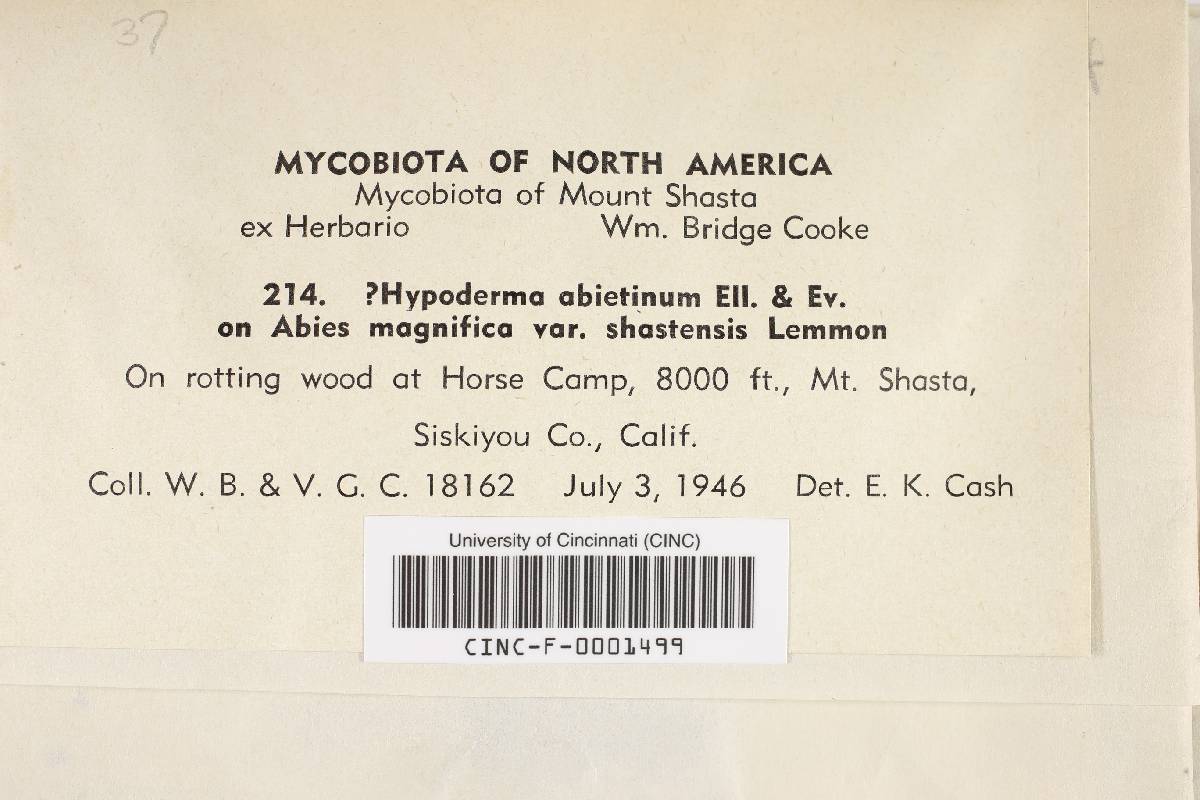 37
MYCOBIOTA OF NORTH AMERICA
Mycobiota of Mount Shasta
ex Herbario Wm. Bridge Cooke
214. ?Hypoderma abietinum Ell. & Ev.
on Abies magnifica var. shastensis Lemmon
On rotting wood at Horse Camp, 8000 ft., Mt. Shasta,
Siskiyou Co., Calif.
Coll. W. B. & V. G. C. 18162 July 3, 1946 Det. E. K. Cash
University of Cincinnati (CINC)
CINC-F-0001499